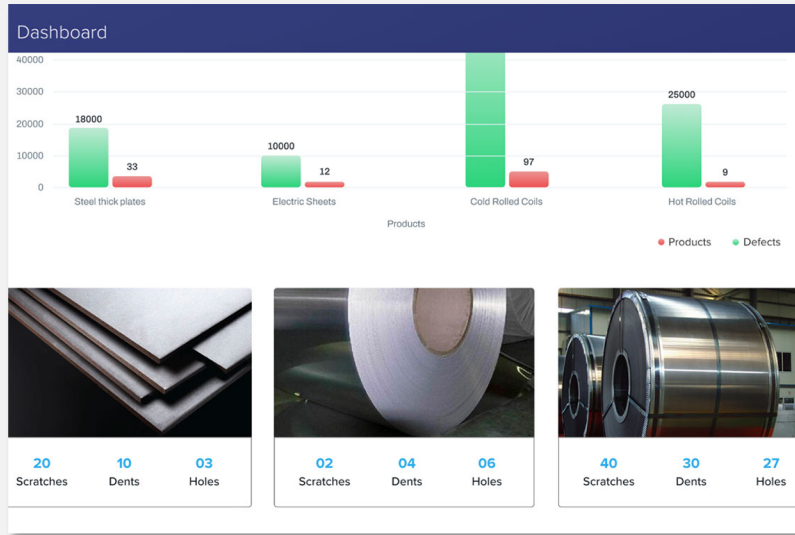 Dashboard
40000
30000
20000
10000
0
18000
33
10000
12
97
25000
9
Steel thick plates
Electric Sheets
Cold Rolled Coils
Hot Rolled Coils
Products
Products
Defects
20 10 03
Scratches Dents Holes
02 04 06
Scratches Dents Holes
40 30 27
Scratches Dents Holes